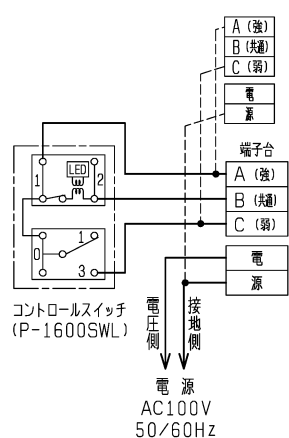 A (強)
B (共通)
C (弱)
電
源
端子台
A (強)
B (共通)
C (弱)
電
源
LED
1
2
0
1
3
コントロールスイッチ
(P-1600SWL)
電圧側
接地側
電 源
AC100V
50/60Hz